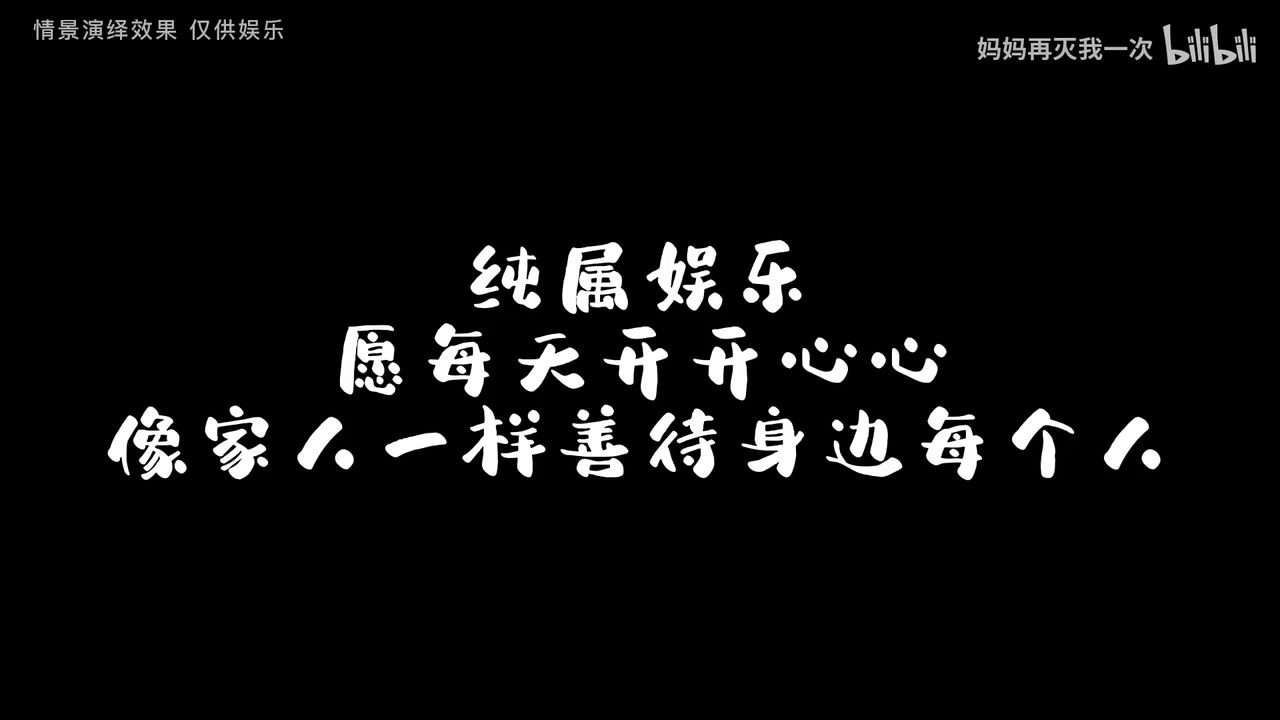 情景演绎效果 仅供娱乐
妈妈再灭我一次 bilibili
纯属娱乐
愿每天开开心心
像家人一样善待身边每个人